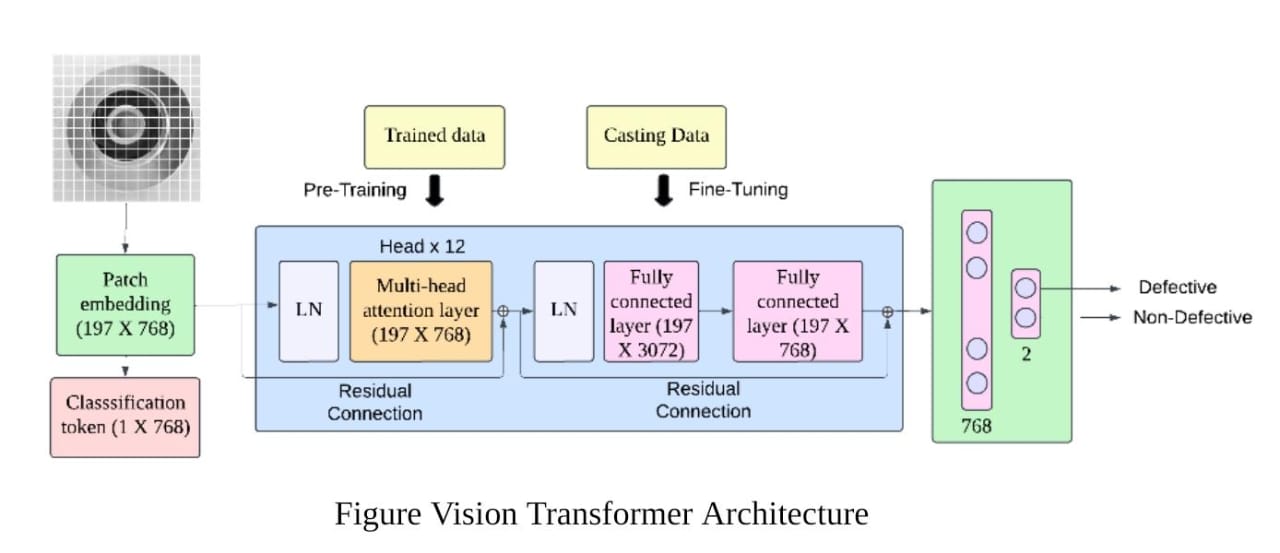 Trained data
Casting Data
Pre-Training
Fine-Tuning
Patch
embedding
(197 X 768)
Classsification
token (1 X 768)
Head x 12
LN
Multi-head
attention layer
(197 X 768)
LN
Fully
connected
layer (197
X 3072)
Fully
connected
layer (197 X
768)
Residual
Connection
Residual
Connection
768
2
Defective
Non-Defective
Figure Vision Transformer Architecture